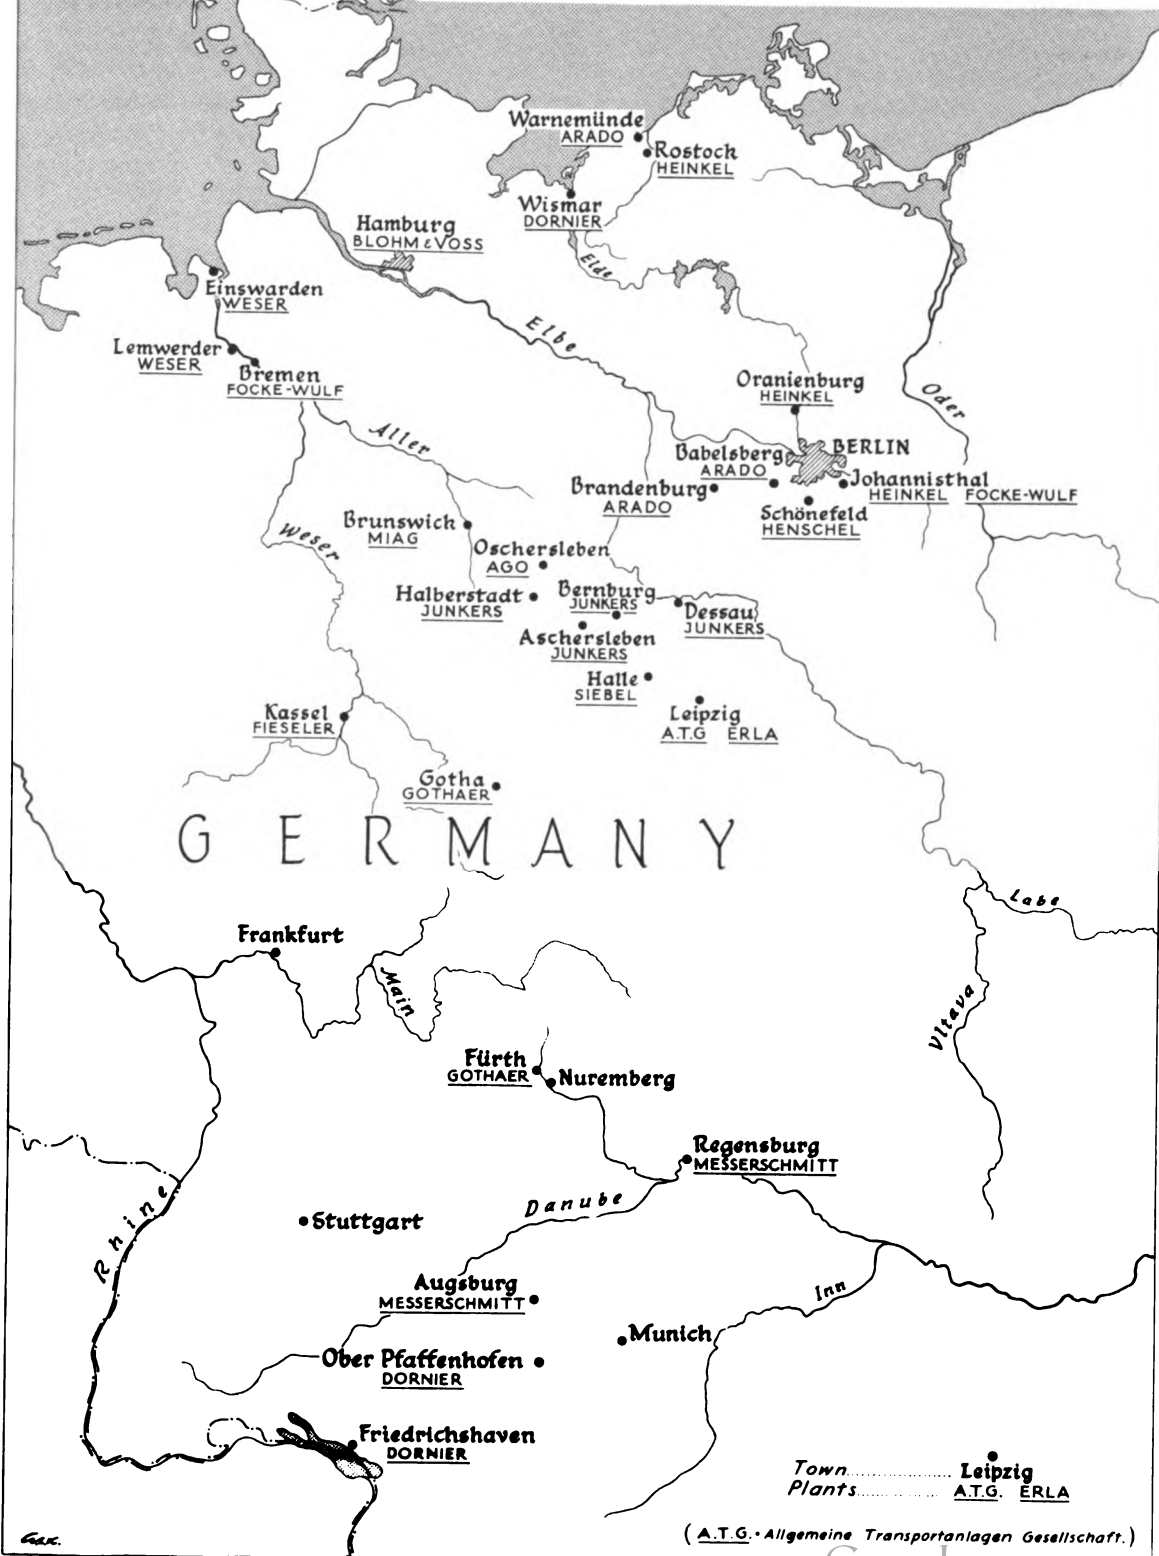 Warnemünde
ARADO
Rostock
HEINKEL
Wismar
DORNIER
Hamburg
BLOHM & VOSS
Elde
Einswarden
WESER
Elbe
Lemwerder
WESER
Bremen
FOCKE-WULF
Oranienburg
HEINKEL
Oder
Aller
BERLIN
Babelsberg
ARADO
Johannisthal
HEINKEL FOCKE-WULF
Brandenburg
ARADO
Schönefeld
HENSCHEL
Brunswick
MIAG
Weser
Oschersleben
AGO
Halberstadt
JUNKERS
Bernburg
JUNKERS
Dessau
JUNKERS
Aschersleben
JUNKERS
Halle
SIEBEL
Kassel
FIESELER
Leipzig
A.T.G ERLA
Gotha
GOTHAER
GERMANY
Labe
Frankfurt
Main
Vltava
Fürth
GOTHAER
Nuremberg
Regensburg
MESSERSCHMITT
Rhine
Danube
Stuttgart
Augsburg
MESSERSCHMITT
Inn
Munich
Ober Pfaffenhofen
DORNIER
Friedrichshaven
DORNIER
Town..................... Leipzig
Plants................ A.T.G. ERLA
(A.T.G. • Allgemeine Transportanlagen Gesellschaft.)